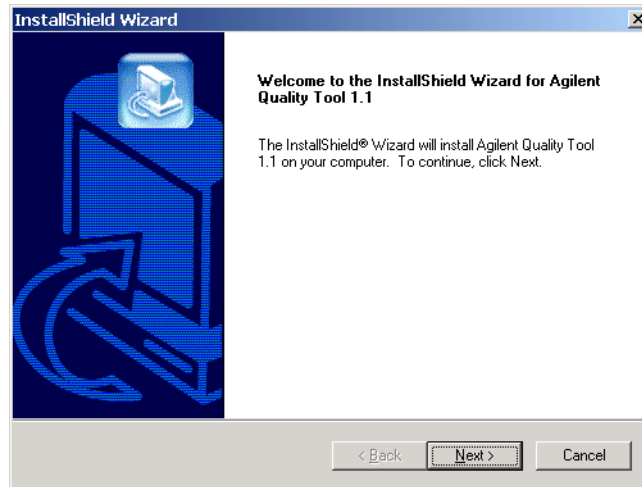 InstallShield Wizard
Welcome to the InstallShield Wizard for Agilent
Quality Tool 1.1
The InstallShield® Wizard will install Agilent Quality Tool
1.1 on your computer. To continue, click Next.
< Back
Next >
Cancel